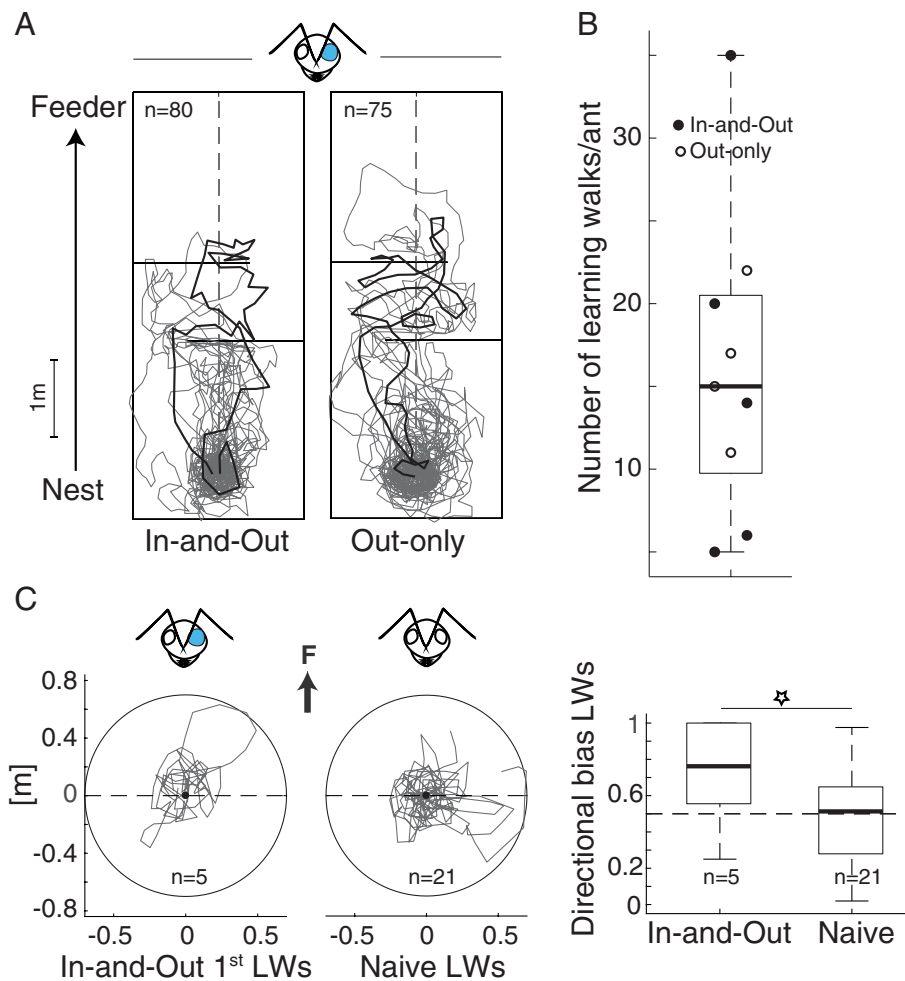 A
B
Feeder
n=80
n=75
1m
Nest
In-and-Out
Out-only
Number of learning walks/ant
30
20
10
In-and-Out
Out-only
C
F
[m]
0.8
0.4
0
-0.4
-0.8
n=5
n=21
-0.5
0
0.5
-0.5
0
0.5
In-and-Out 1st LWs
Naive LWs
Directional bias LWs
1
0.6
0.2
0
n=5
n=21
In-and-Out
Naive